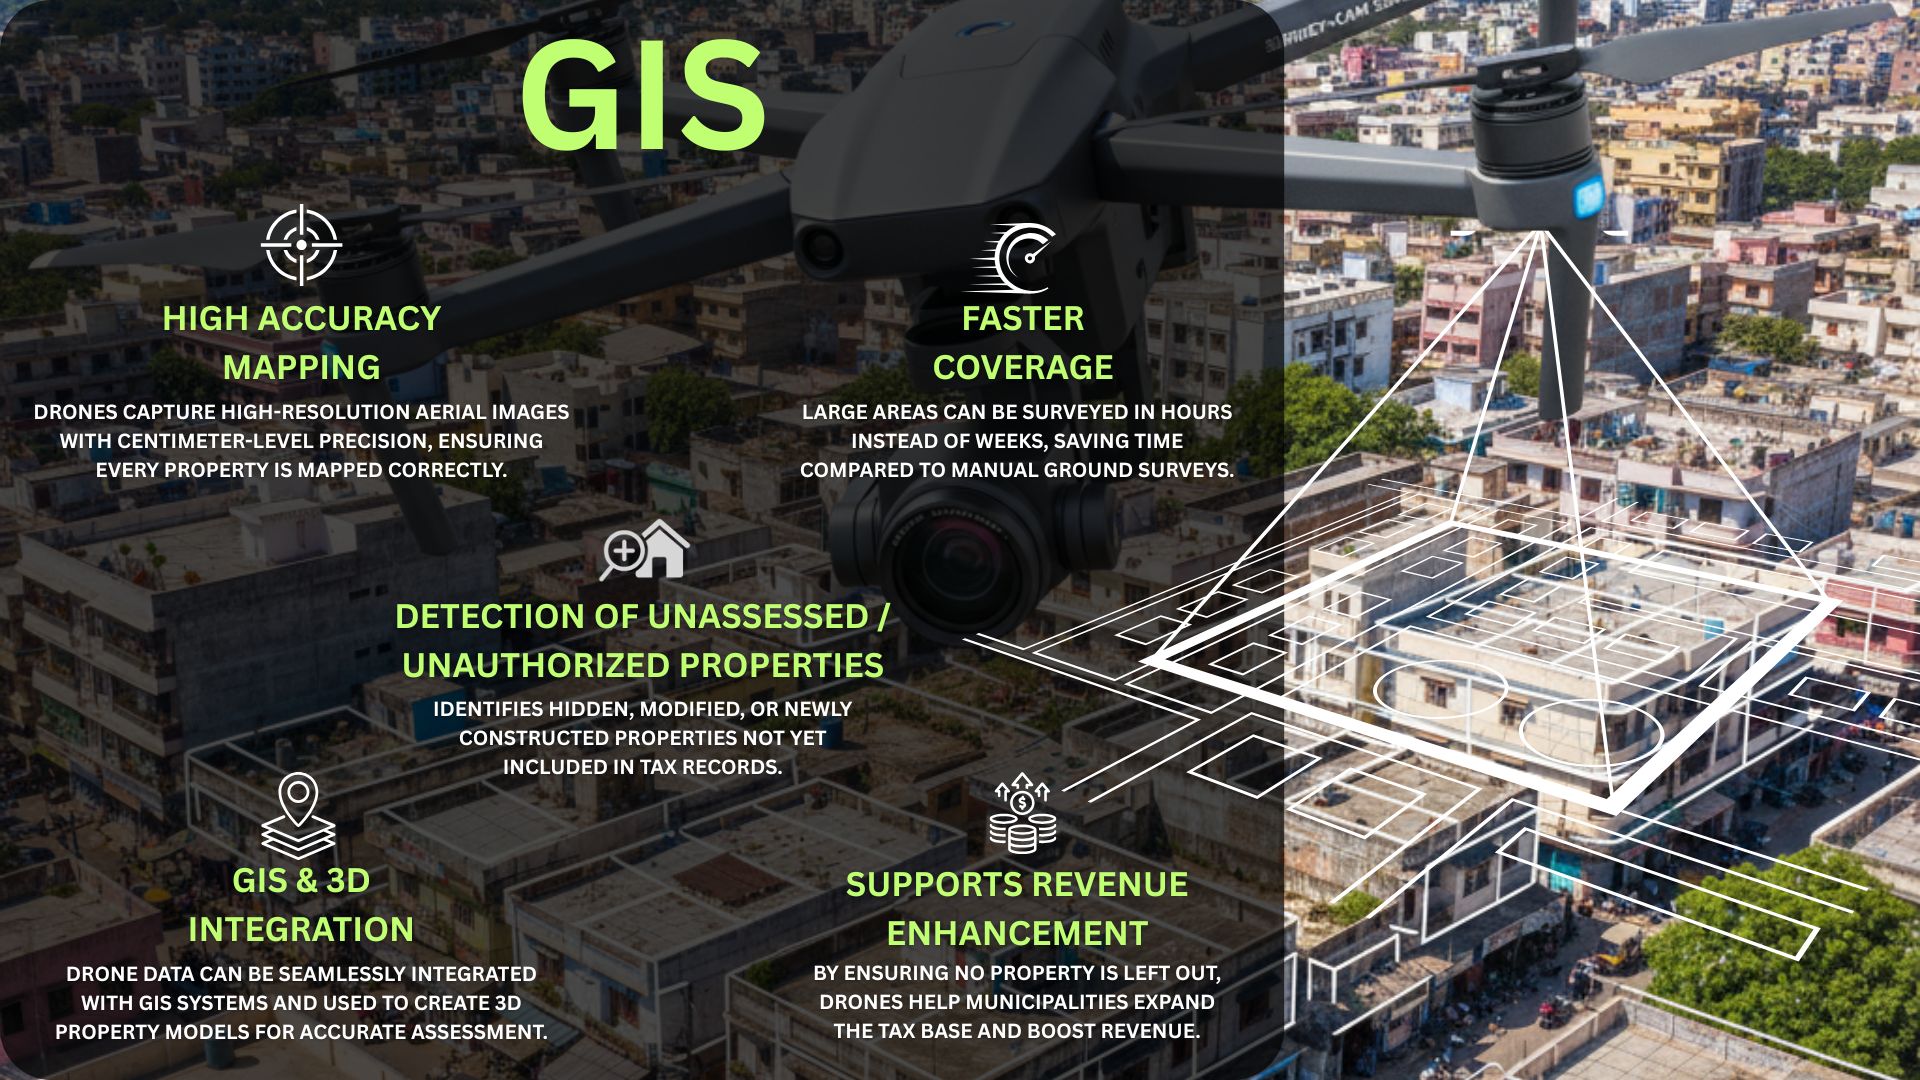 GIS
HIGH ACCURACY
MAPPING
DRONES CAPTURE HIGH-RESOLUTION AERIAL IMAGES
WITH CENTIMETER-LEVEL PRECISION, ENSURING
EVERY PROPERTY IS MAPPED CORRECTLY.
FASTER
COVERAGE
LARGE AREAS CAN BE SURVEYED IN HOURS
INSTEAD OF WEEKS, SAVING TIME
COMPARED TO MANUAL GROUND SURVEYS.
DETECTION OF UNASSESSED /
UNAUTHORIZED PROPERTIES
IDENTIFIES HIDDEN, MODIFIED, OR NEWLY
CONSTRUCTED PROPERTIES NOT YET
INCLUDED IN TAX RECORDS.
GIS & 3D
INTEGRATION
DRONE DATA CAN BE SEAMLESSLY INTEGRATED
WITH GIS SYSTEMS AND USED TO CREATE 3D
PROPERTY MODELS FOR ACCURATE ASSESSMENT.
SUPPORTS REVENUE
ENHANCEMENT
BY ENSURING NO PROPERTY IS LEFT OUT,
DRONES HELP MUNICIPALITIES EXPAND
THE TAX BASE AND BOOST REVENUE.